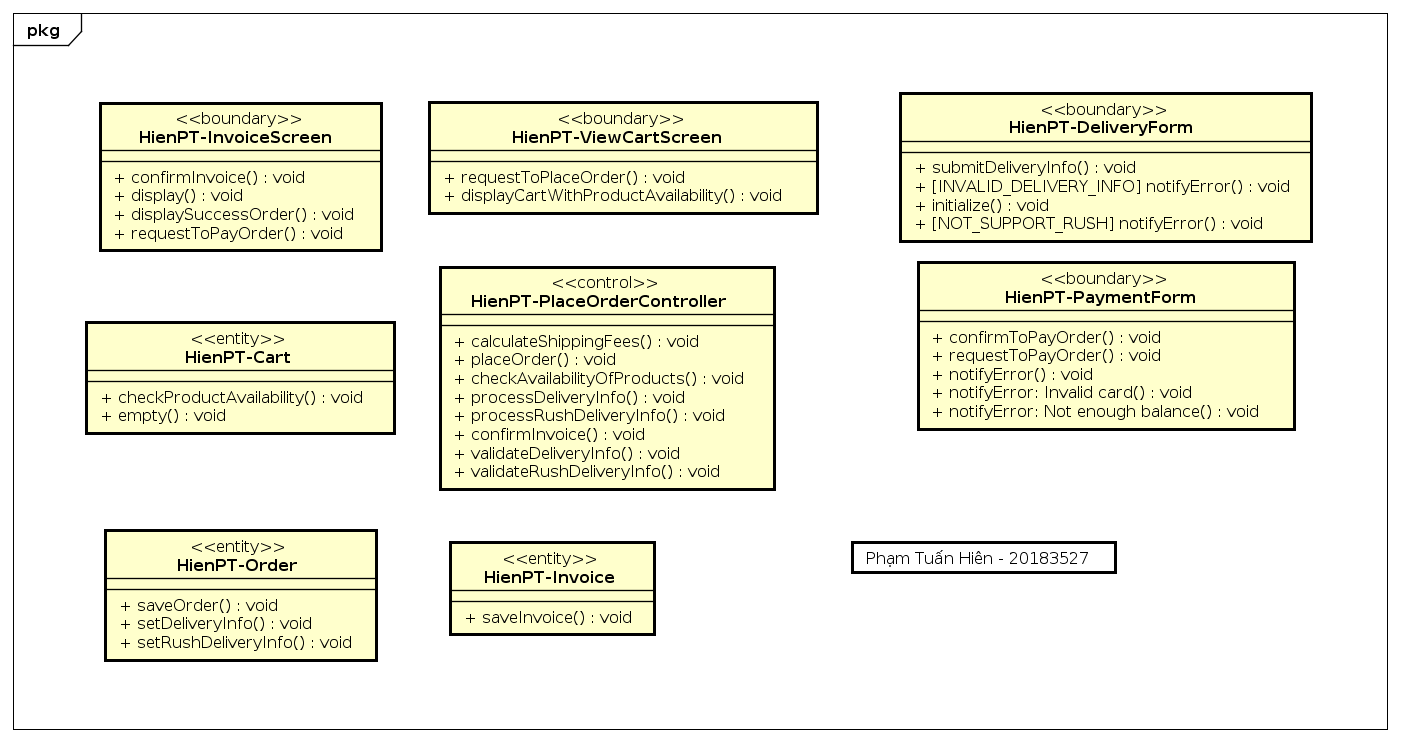 pkg
<<boundary>>
HienPT-InvoiceScreen
+ confirmInvoice() : void
+ display() : void
+ displaySuccessOrder() : void
+ requestToPayOrder() : void
<<boundary>>
HienPT-ViewCartScreen
+ requestToPlaceOrder() : void
+ displayCartWithProductAvailability() : void
<<boundary>>
HienPT-DeliveryForm
+ submitDeliveryInfo() : void
+ [INVALID_DELIVERY_INFO] notifyError() : void
+ initialize() : void
+ [NOT_SUPPORT_RUSH] notifyError() : void
<<entity>>
HienPT-Cart
+ checkProductAvailability() : void
+ empty() : void
<<control>>
HienPT-PlaceOrderController
+ calculateShippingFees() : void
+ placeOrder() : void
+ checkAvailabilityOfProducts() : void
+ processDeliveryInfo() : void
+ processRushDeliveryInfo() : void
+ confirmInvoice() : void
+ validateDeliveryInfo() : void
+ validateRushDeliveryInfo() : void
<<boundary>>
HienPT-PaymentForm
+ confirmToPayOrder() : void
+ requestToPayOrder() : void
+ notifyError() : void
+ notifyError: Invalid card() : void
+ notifyError: Not enough balance() : void
<<entity>>
HienPT-Order
+ saveOrder() : void
+ setDeliveryInfo() : void
+ setRushDeliveryInfo() : void
<<entity>>
HienPT-Invoice
+ saveInvoice() : void
Phạm Tuấn Hiên - 20183527